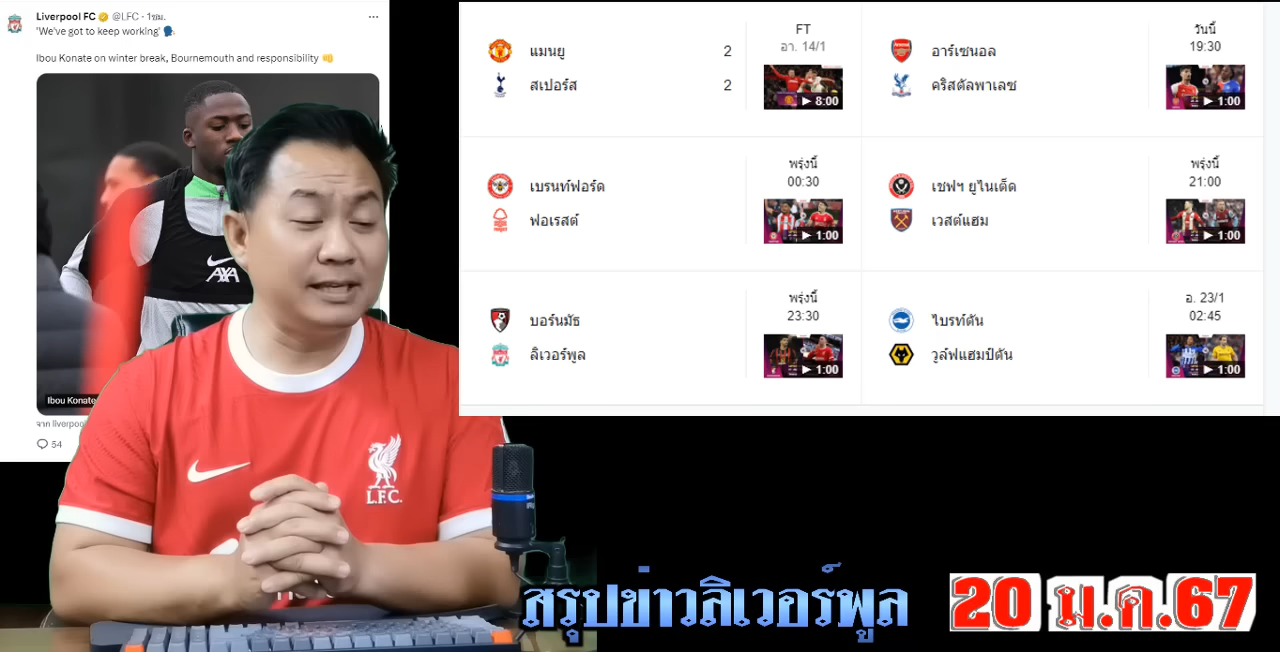 Liverpool FC @LFC · 1ชม.
'We've got to keep working'
Ibou Konate on winter break, Bournemouth and responsibility
AXA
Ibou Konate
จาก liverpoo
54
L.F.C.
แมนยู 2
สเปอร์ส 2
FT
อา. 14/1
8:00
อาร์เซนอล
คริสตัลพาเลซ
วันนี้
19:30
1:00
เบรนท์ฟอร์ด
ฟอเรสต์
พรุ่งนี้
00:30
1:00
เชฟฯ ยูไนเต็ด
เวสต์แฮม
พรุ่งนี้
21:00
1:00
บอร์นมัธ
ลิเวอร์พูล
พรุ่งนี้
23:30
1:00
ไบรท์ตัน
วูล์ฟแฮมป์ตัน
อ. 23/1
02:45
1:00
สรุปข่าวลิเวอร์พูล
20 ม.ค.67